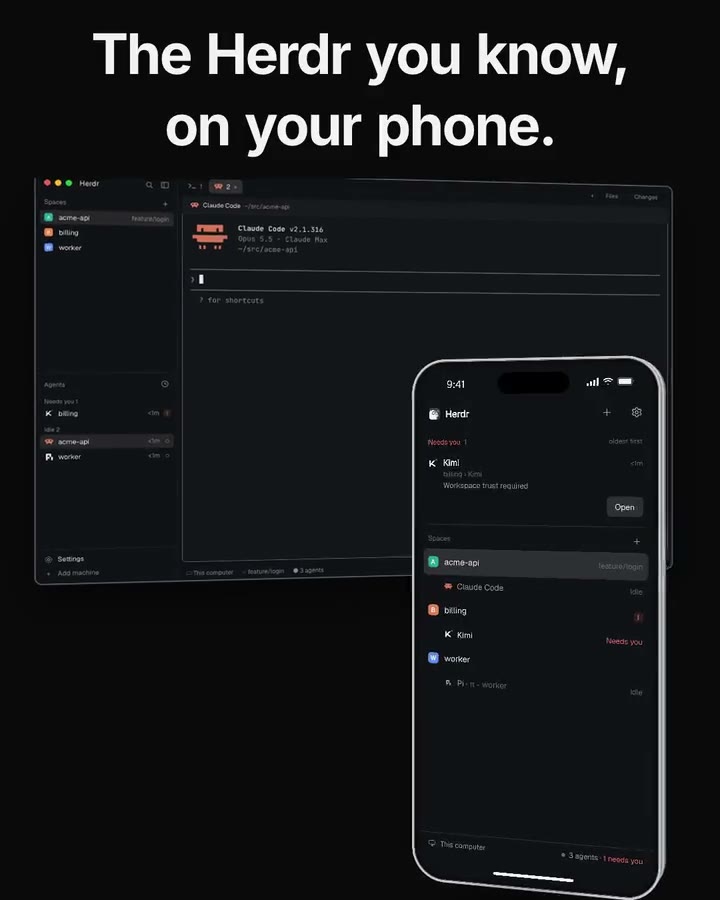 The Herdr you know,
on your phone.
Herdr
Spaces +
A acme-api feature/login
B billing
W worker
Agents
Needs you 1
billing <1m
Idle 2
acme-api <1m
worker <1m
Settings
+ Add machine
2
Files Changes
Claude Code ~/src/acme-api
Claude Code v2.1.316
Opus 5.5 · Claude Max
~/src/acme-api
? for shortcuts
This computer feature/login 3 agents
9:41
Herdr +
Needs you 1 oldest first
Kimi <1m
billing · Kimi
Workspace trust required
Open
Spaces +
A acme-api feature/login
Claude Code Idle
B billing
Kimi Needs you
W worker
Pi · π - worker Idle
This computer
3 agents · 1 needs you